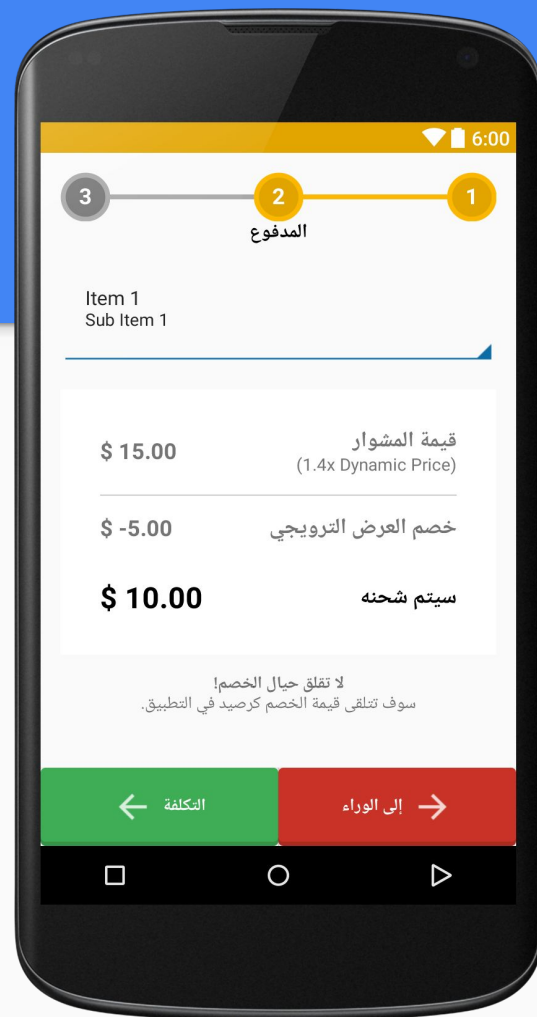 6:00
1 2 3
المدفوع
Item 1
Sub Item 1
قيمة المشوار $ 15.00
(1.4x Dynamic Price)
خصم العرض الترويجي $ -5.00
سيتم شحنه $ 10.00
لا تقلق حيال الخصم!
سوف تتلقى قيمة الخصم كرصيد في التطبيق.
إلى الوراء التكلفة